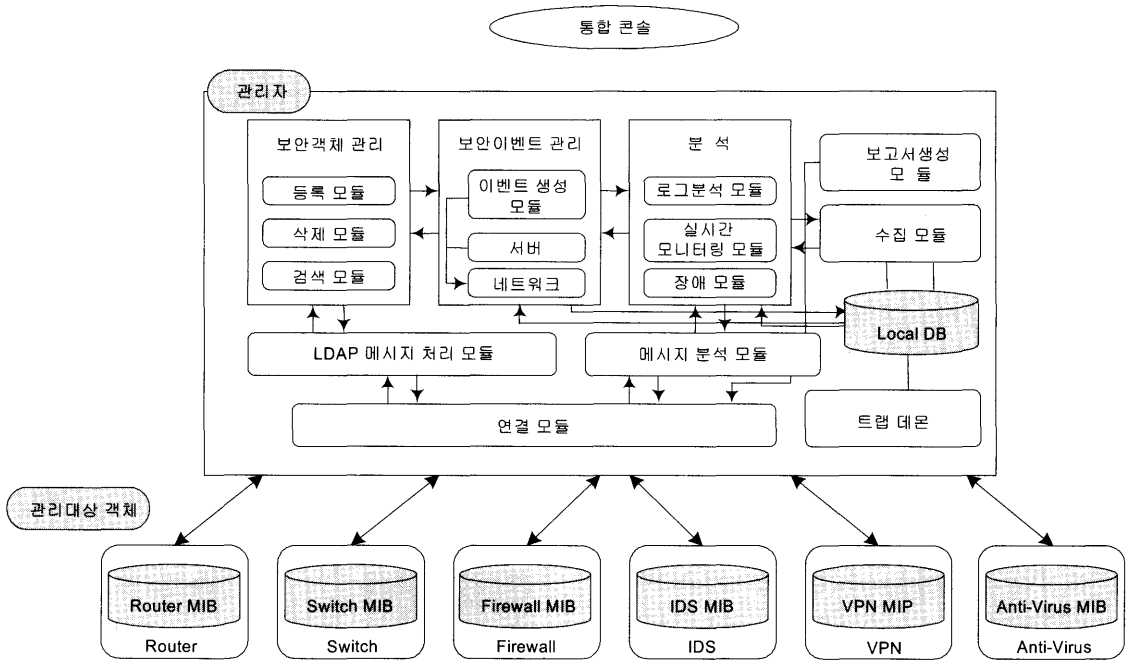 통합 콘솔
관리자
보안객체 관리
등록 모듈
삭제 모듈
검색 모듈
보안이벤트 관리
이벤트 생성
모듈
서버
네트워크
분 석
로그분석 모듈
실시간
모니터링 모듈
장애 모듈
보고서생성
모 듈
수집 모듈
Local DB
LDAP 메시지 처리 모듈
메시지 분석 모듈
연결 모듈
트랩 데몬
관리대상 객체
Router MIB
Router
Switch MIB
Switch
Firewall MIB
Firewall
IDS MIB
IDS
VPN MIP
VPN
Anti-Virus MIB
Anti-Virus